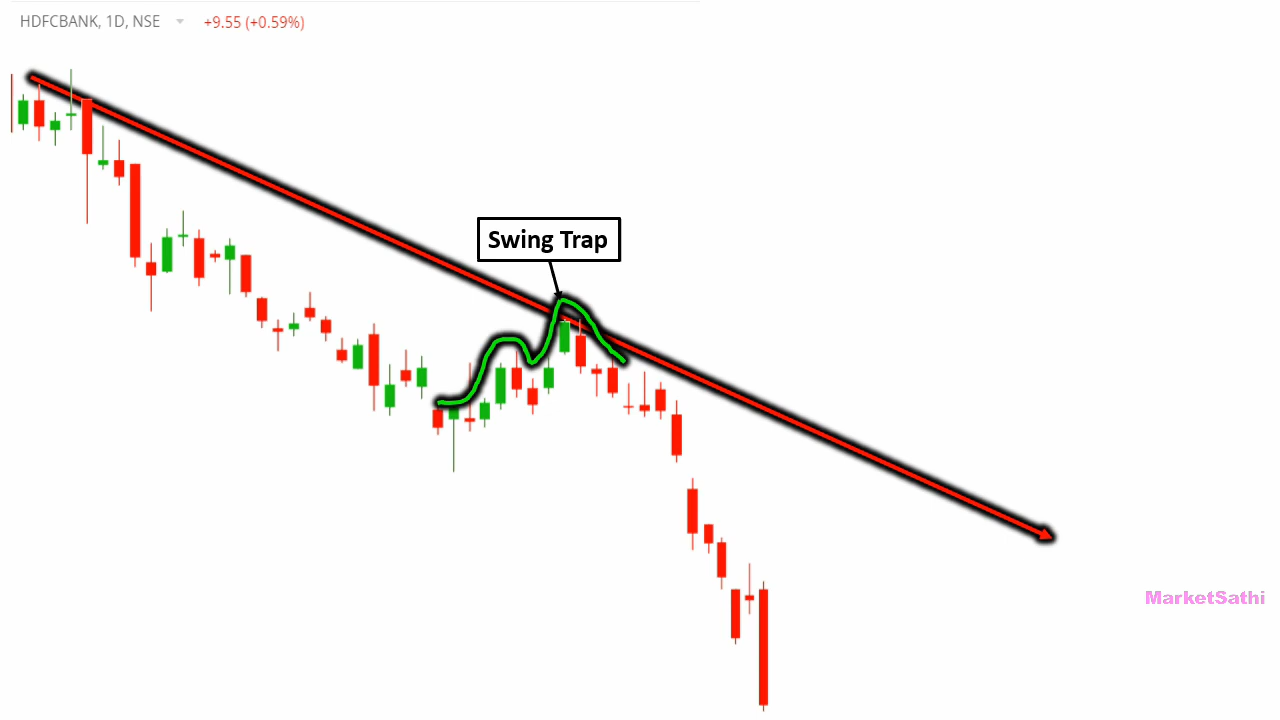 HDFCBANK, 1D, NSE +9.55 (+0.59%)
Swing Trap
MarketSathi